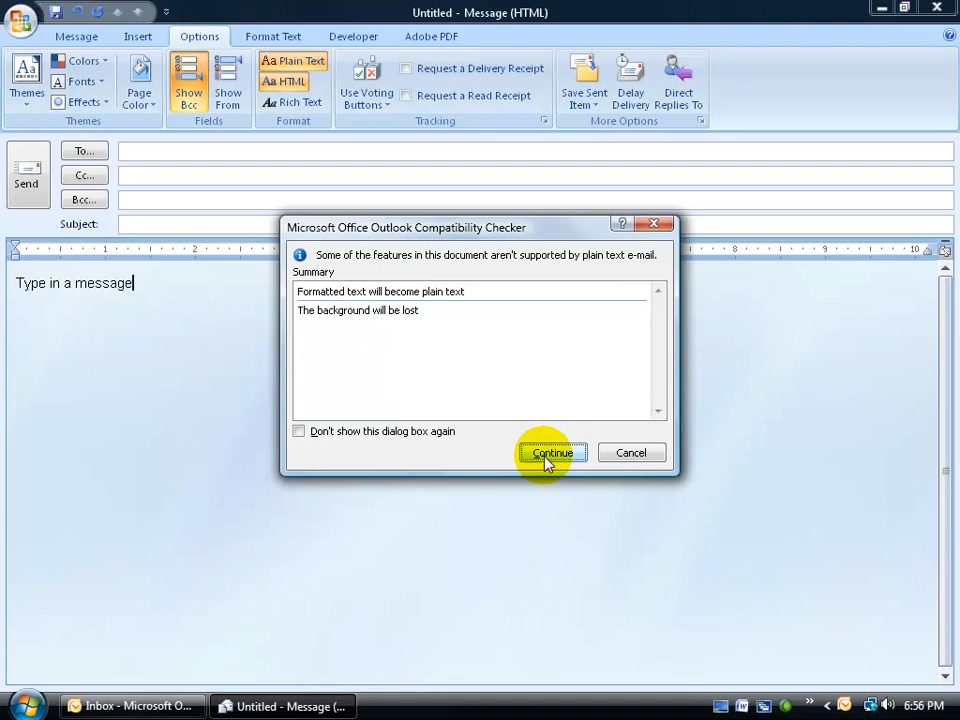 Untitled - Message (HTML)
Message Insert Options Format Text Developer Adobe PDF
Themes
Colors
Fonts
Effects
Page Color
Themes
Show Bcc
Show From
Fields
Aa Plain Text
Aa HTML
Aa Rich Text
Format
Use Voting Buttons
Request a Delivery Receipt
Request a Read Receipt
Tracking
Save Sent Item
Delay Delivery
Direct Replies To
More Options
Send
To...
Cc...
Bcc...
Subject:
1 2 8 9 10
Type in a message
Microsoft Office Outlook Compatibility Checker
Some of the features in this document aren't supported by plain text e-mail.
Summary
Formatted text will become plain text
The background will be lost
Don't show this dialog box again
Continue Cancel
Inbox - Microsoft O... Untitled - Message (... 6:56 PM